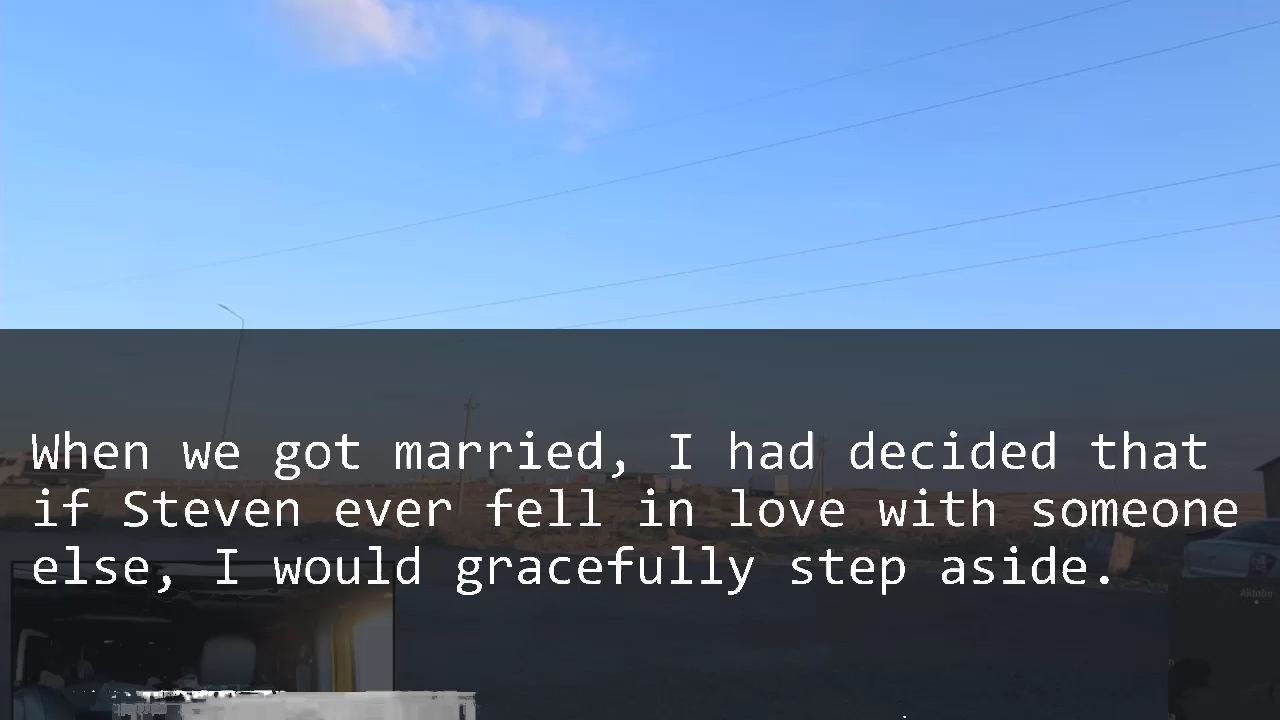 When we got married, I had decided that
if Steven ever fell in love with someone
else, I would gracefully step aside.
Aktobe